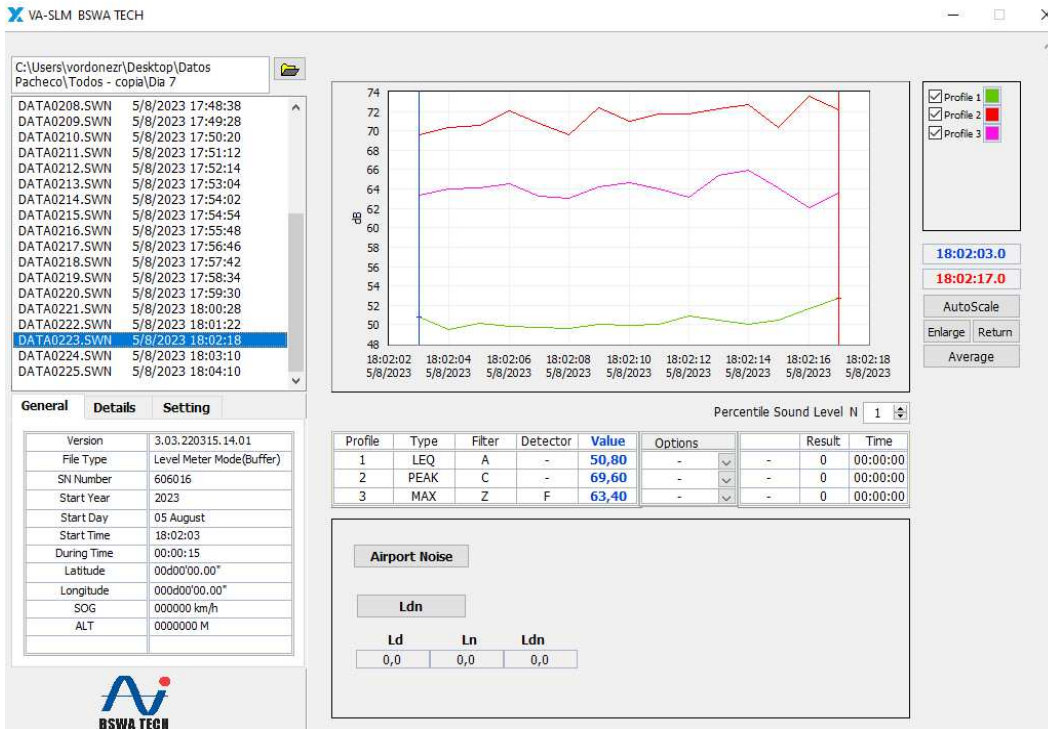 VA-SLM BSWA TECH
C:\Users\vordonezr\Desktop\Datos
Pacheco\Todos - copia\Dia 7
DATA0208.SWN 5/8/2023 17:48:38
DATA0209.SWN 5/8/2023 17:49:28
DATA0210.SWN 5/8/2023 17:50:20
DATA0211.SWN 5/8/2023 17:51:12
DATA0212.SWN 5/8/2023 17:52:14
DATA0213.SWN 5/8/2023 17:53:04
DATA0214.SWN 5/8/2023 17:54:02
DATA0215.SWN 5/8/2023 17:54:54
DATA0216.SWN 5/8/2023 17:55:48
DATA0217.SWN 5/8/2023 17:56:46
DATA0218.SWN 5/8/2023 17:57:42
DATA0219.SWN 5/8/2023 17:58:34
DATA0220.SWN 5/8/2023 17:59:30
DATA0221.SWN 5/8/2023 18:00:28
DATA0222.SWN 5/8/2023 18:01:22
DATA0223.SWN 5/8/2023 18:02:18
DATA0224.SWN 5/8/2023 18:03:10
DATA0225.SWN 5/8/2023 18:04:10
General Details Setting
Version 3.03.220315.14.01
File Type Level Meter Mode(Buffer)
SN Number 606016
Start Year 2023
Start Day 05 August
Start Time 18:02:03
During Time 00:00:15
Latitude 00d00'00.00"
Longitude 000d00'00.00"
SOG 000000 km/h
ALT 0000000 M
BSWA TECH
74
72
70
68
66
64
62
60
58
56
54
52
50
48
dB
18:02:02 18:02:04 18:02:06 18:02:08 18:02:10 18:02:12 18:02:14 18:02:16 18:02:18
5/8/2023 5/8/2023 5/8/2023 5/8/2023 5/8/2023 5/8/2023 5/8/2023 5/8/2023 5/8/2023
Profile 1
Profile 2
Profile 3
18:02:03.0
18:02:17.0
AutoScale
Enlarge Return
Average
Percentile Sound Level N 1
Profile Type Filter Detector Value Options Result Time
1 LEQ A - 50,80 - - 0 00:00:00
2 PEAK C - 69,60 - - 0 00:00:00
3 MAX Z F 63,40 - - 0 00:00:00
Airport Noise
Ldn
Ld Ln Ldn
0,0 0,0 0,0